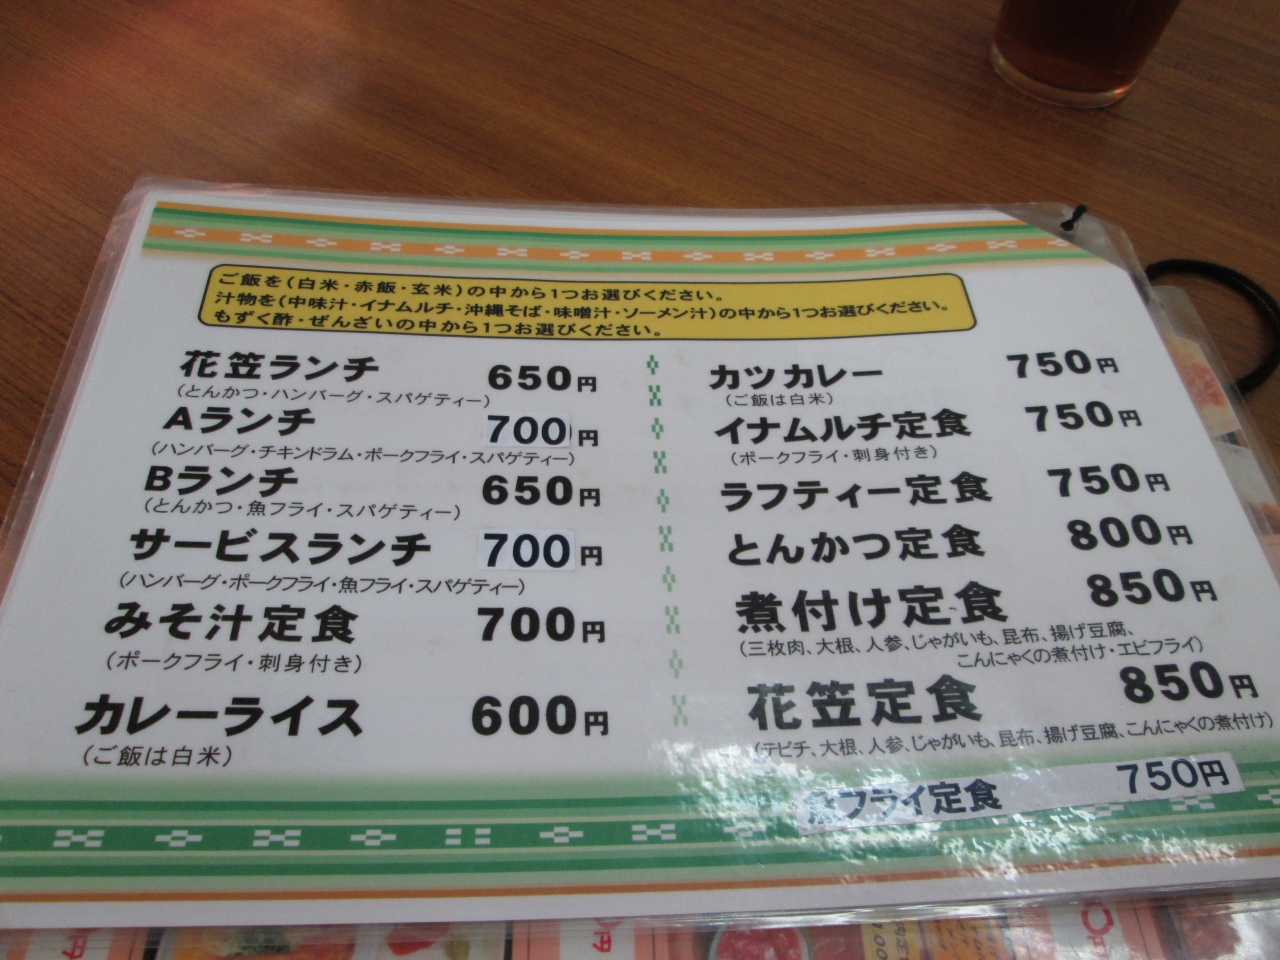 ご飯を(白米・赤飯・玄米)の中から1つお選びください。
汁物を(中味汁・イナムルチ・沖縄そば・味噌汁・ソーメン汁)の中から1つお選びください。
もずく酢・ぜんざいの中から1つお選びください。
花笠ランチ 650円
(とんかつ・ハンバーグ・スパゲティー)
Aランチ 700円
(ハンバーグ・チキンドラム・ポークフライ・スパゲティー)
Bランチ 650円
(とんかつ・魚フライ・スパゲティー)
サービスランチ 700円
(ハンバーグ・ポークフライ・魚フライ・スパゲティー)
みそ汁定食 700円
(ポークフライ・刺身付き)
カレーライス 600円
(ご飯は白米)
カツカレー 750円
(ご飯は白米)
イナムルチ定食 750円
(ポークフライ・刺身付き)
ラフティー定食 750円
とんかつ定食 800円
煮付け定食 850円
(三枚肉、大根、人参、じゃがいも、昆布、揚げ豆腐、
こんにゃくの煮付け・エビフライ)
花笠定食 850円
(テビチ、大根、人参、じゃがいも、昆布、揚げ豆腐、こんにゃくの煮付け)
魚フライ定食 750円